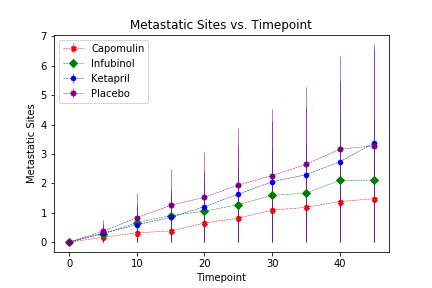 Metastatic Sites vs. Timepoint
7
6
5
4
3
2
1
0
Metastatic Sites
Capomulin
Infubinol
Ketapril
Placebo
0
10
20
30
40
Timepoint